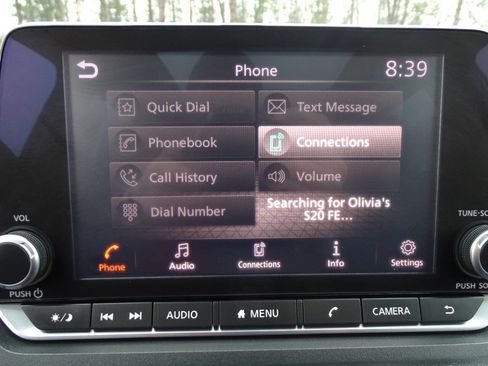 Phone
8:39
Quick Dial
Text Message
Phonebook
Connections
Call History
Volume
Dial Number
Searching for Olivia's
S20 FE...
VOL
TUNE-SC
Phone
Audio
Connections
Info
Settings
PUSH
PUSH SO
AUDIO
MENU
CAMERA